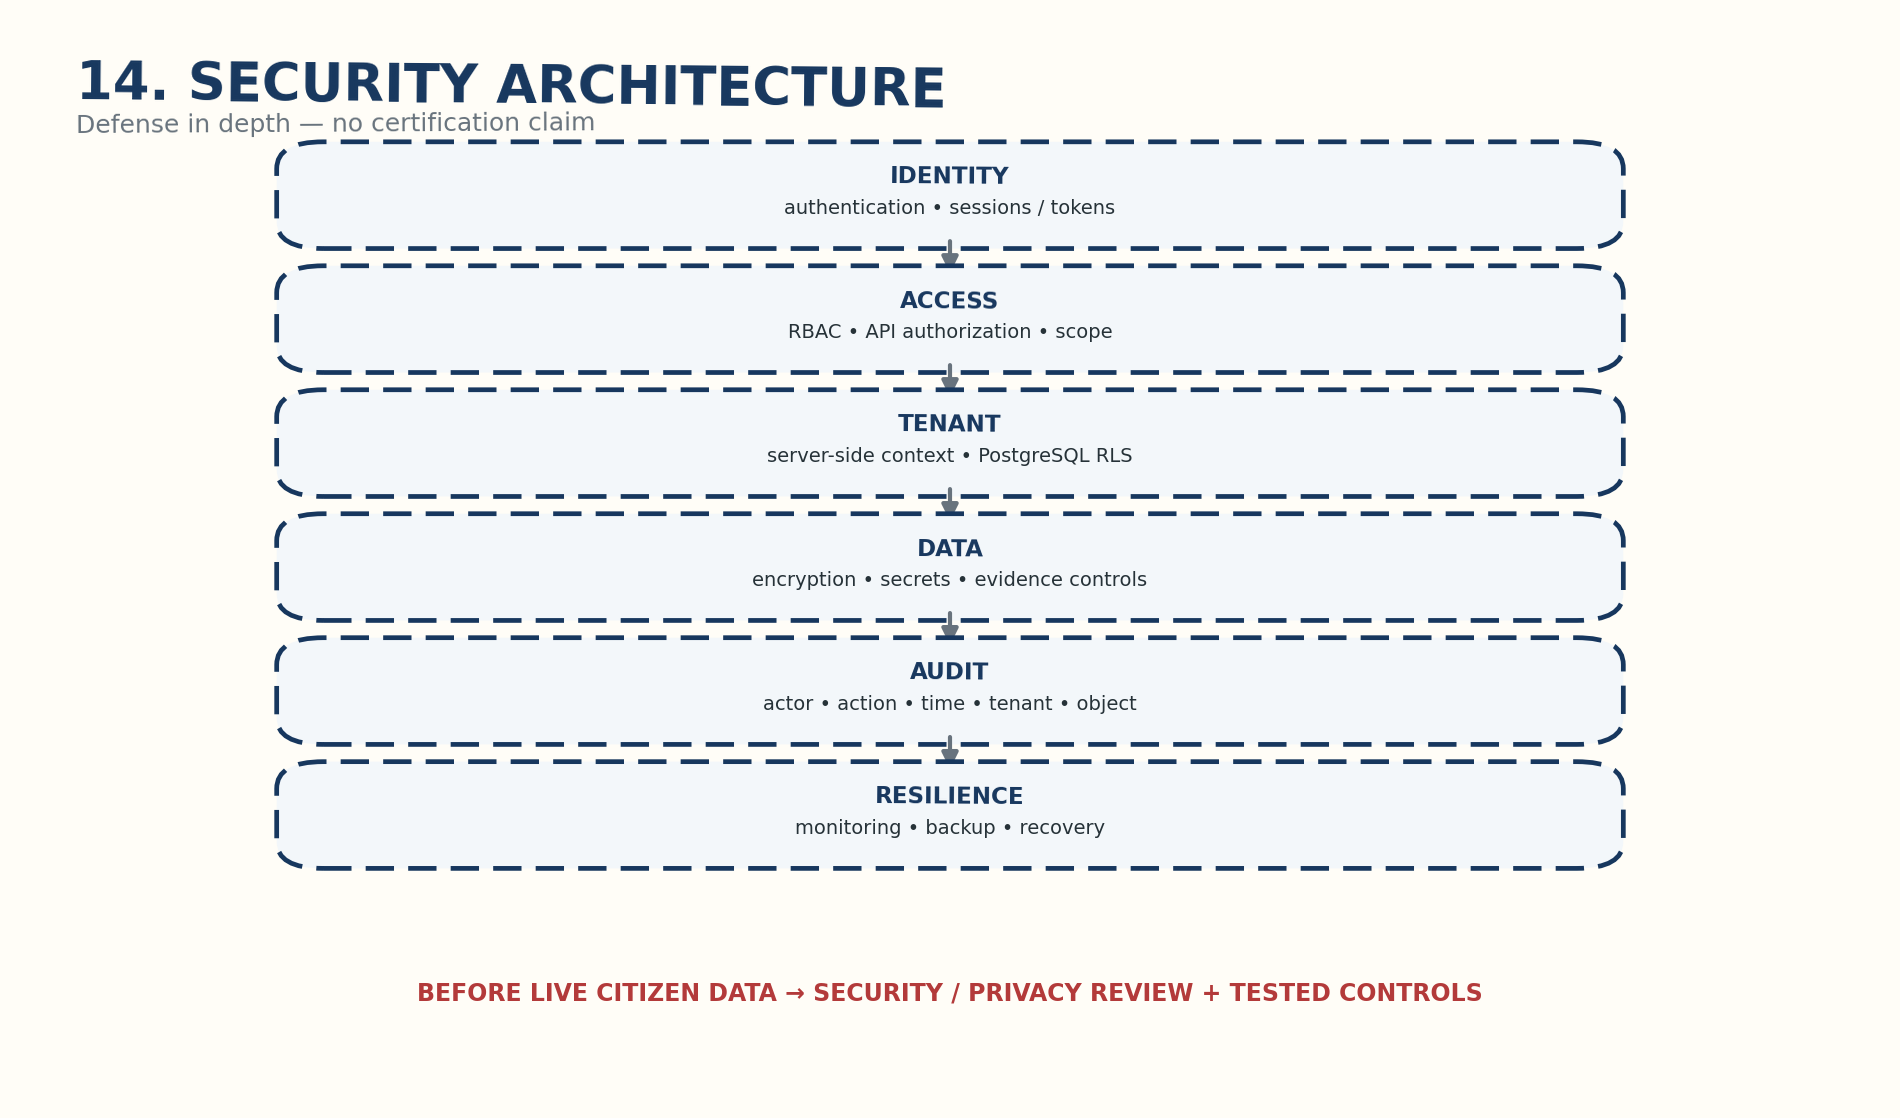 14. SECURITY ARCHITECTURE
Defense in depth — no certification claim
IDENTITY
authentication • sessions / tokens
ACCESS
RBAC • API authorization • scope
TENANT
server-side context • PostgreSQL RLS
DATA
encryption • secrets • evidence controls
AUDIT
actor • action • time • tenant • object
RESILIENCE
monitoring • backup • recovery
BEFORE LIVE CITIZEN DATA → SECURITY / PRIVACY REVIEW + TESTED CONTROLS